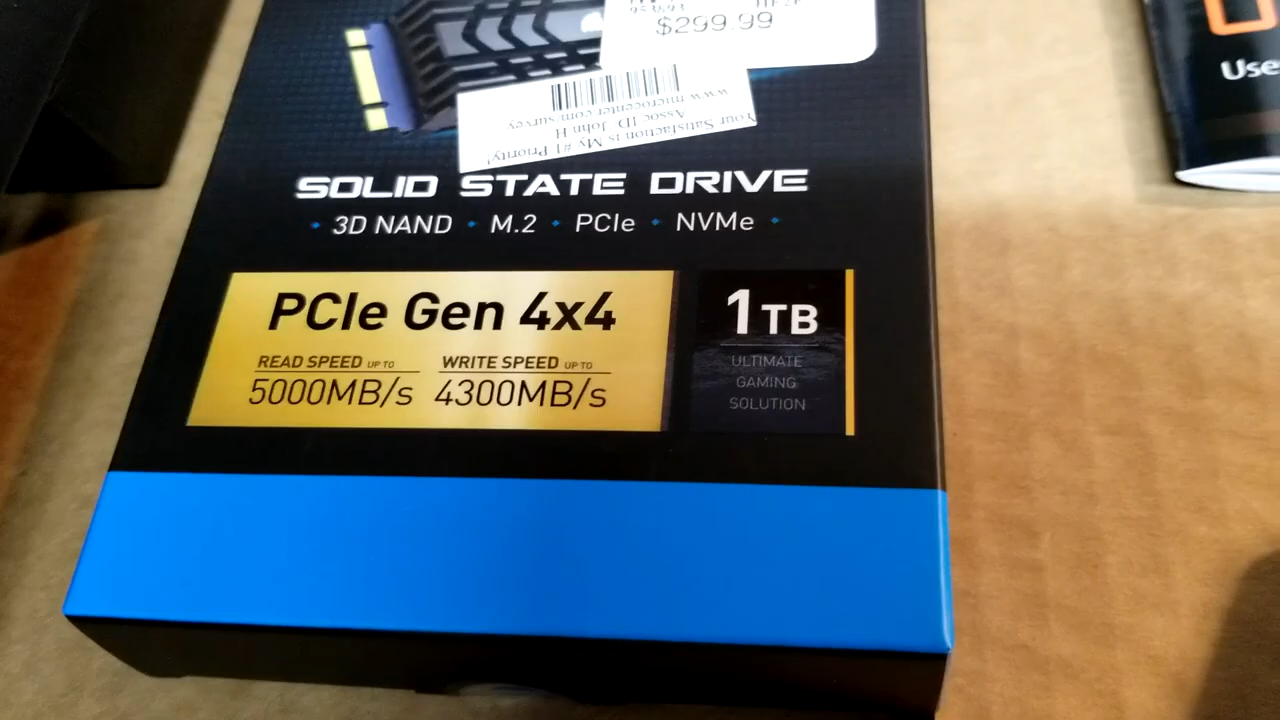 $299.99
Your Satisfaction is My #1 Priority!
Assoc ID: John H
www.microcenter.com/survey
SOLID STATE DRIVE
3D NAND • M.2 • PCIe • NVMe
PCIe Gen 4x4
READ SPEED UP TO
5000MB/s
WRITE SPEED UP TO
4300MB/s
1TB
ULTIMATE
GAMING
SOLUTION